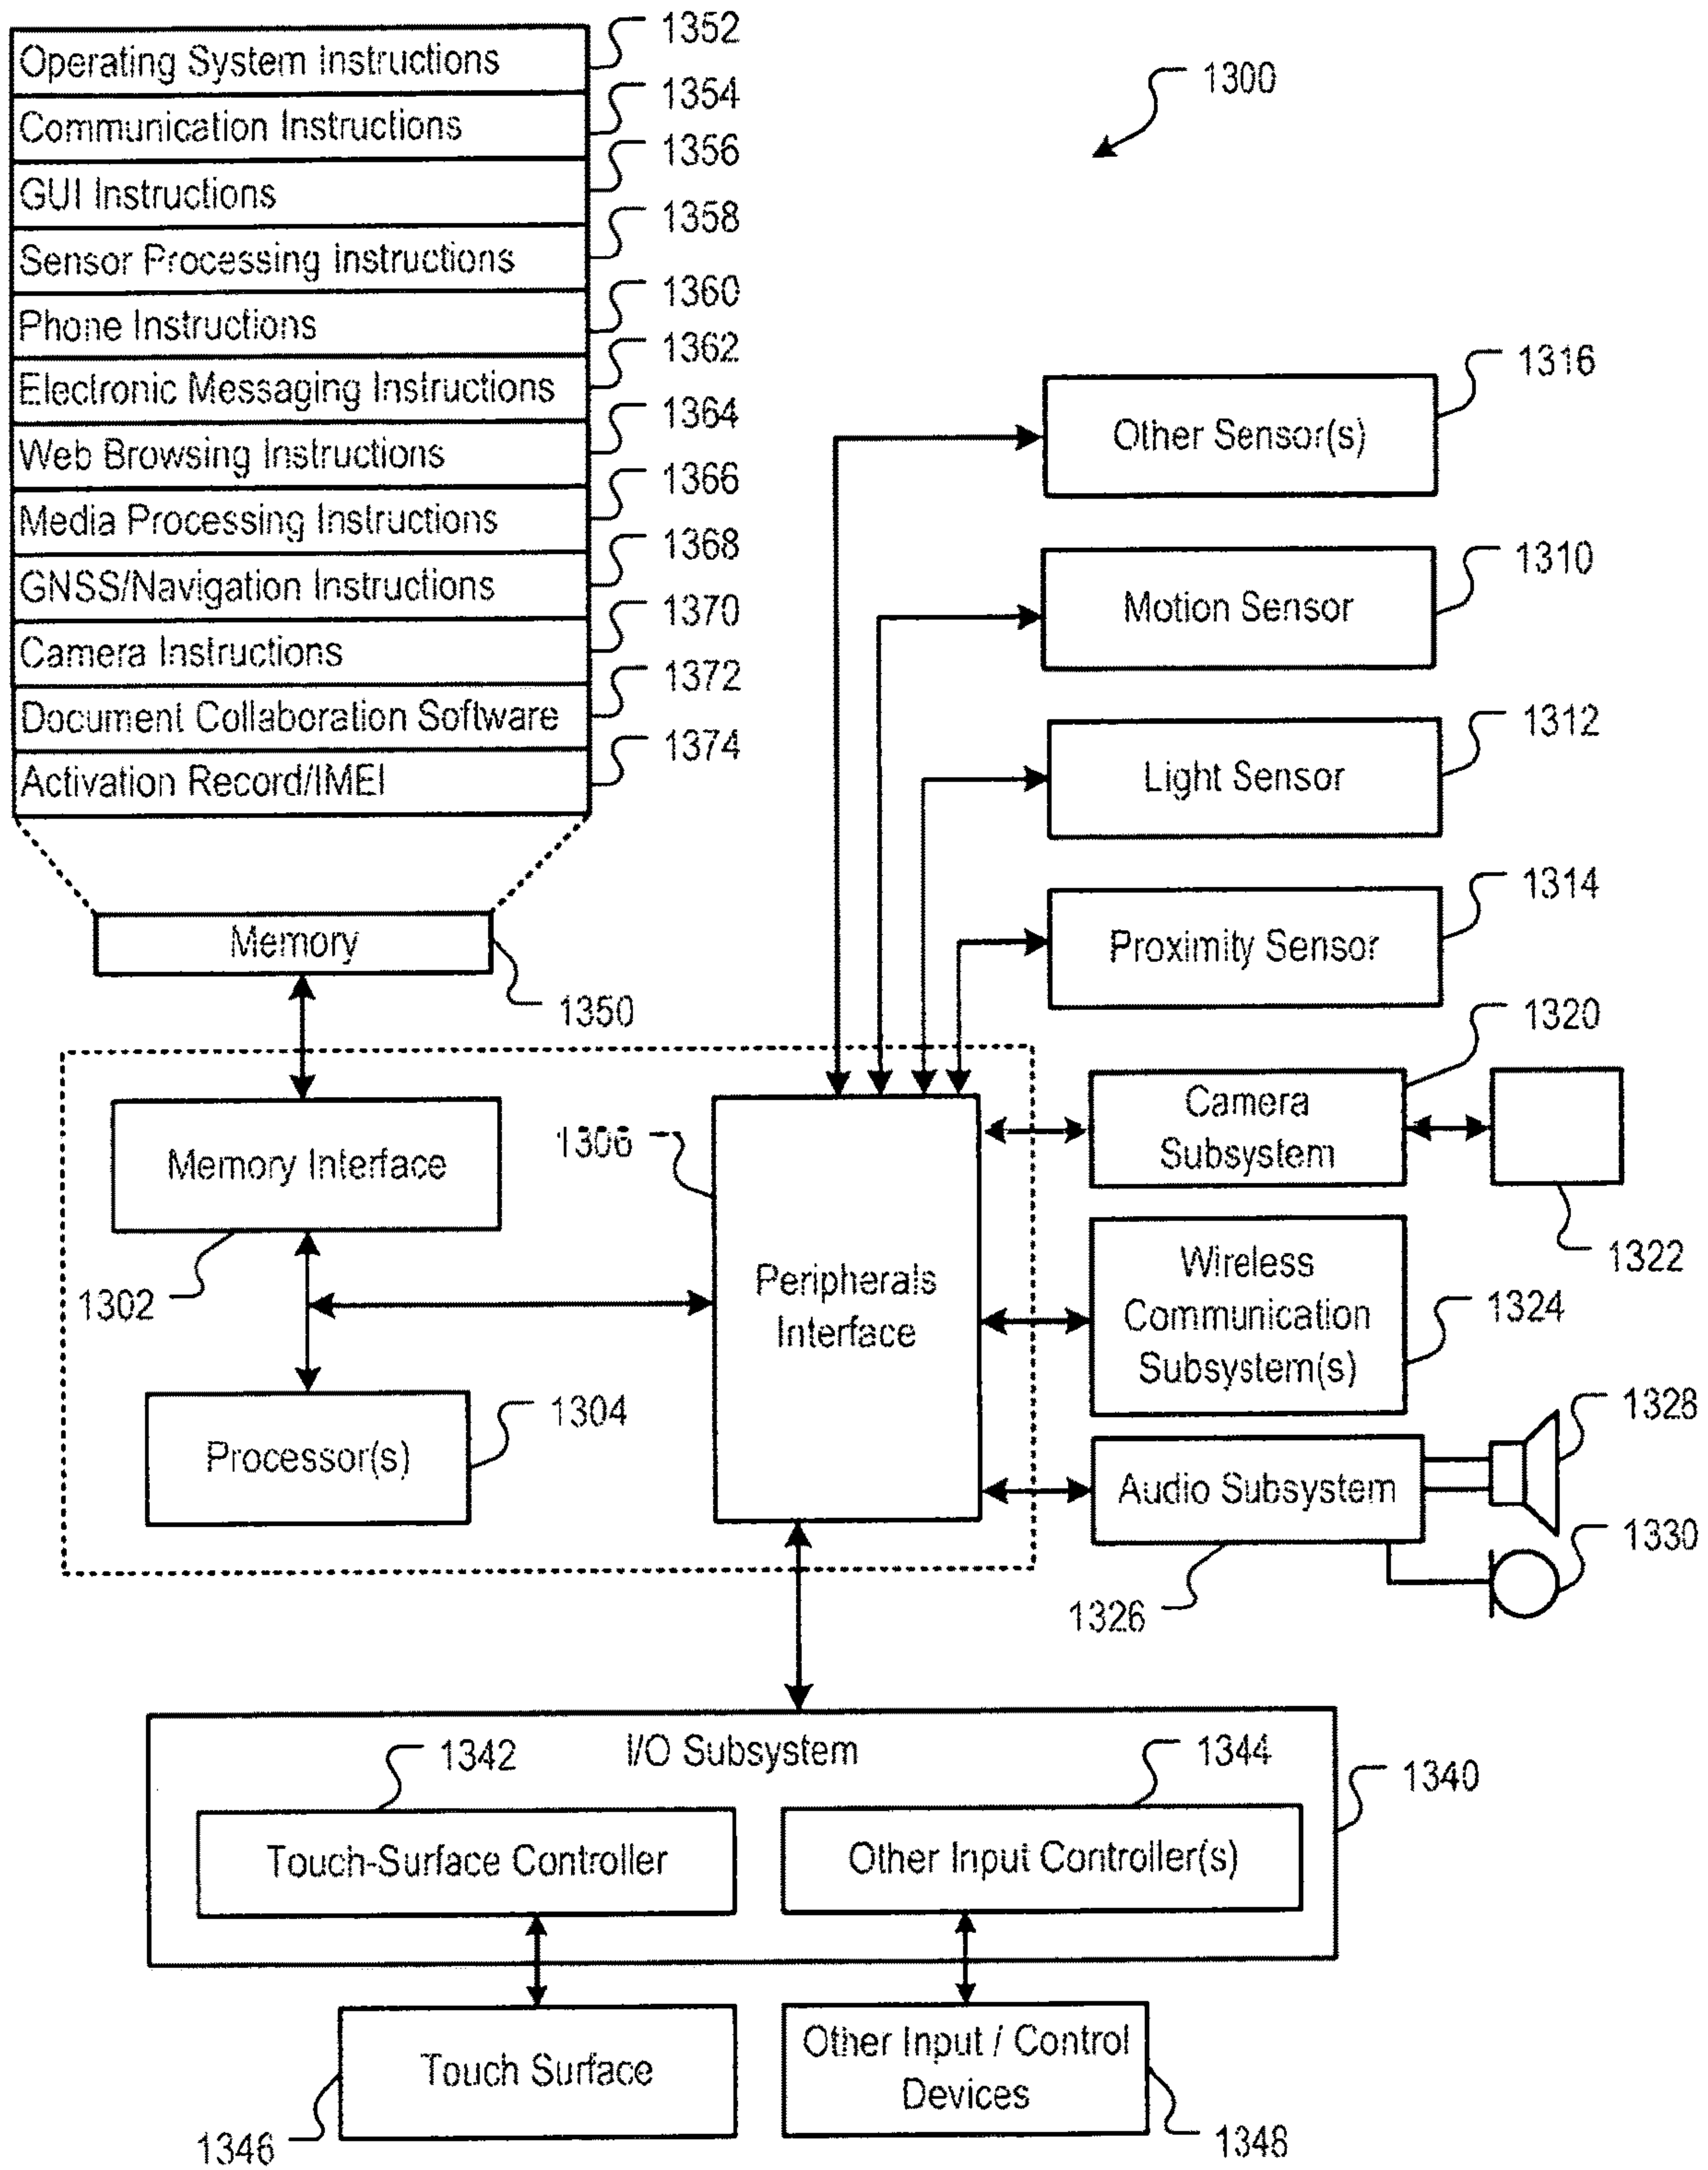 1352
Operating System Instructions
1354
Communication Instructions
1356
GUI Instructions
1358
Sensor Processing Instructions
1360
Phone Instructions
1362
Electronic Messaging Instructions
1364
Web Browsing Instructions
1366
Media Processing Instructions
1368
GNSS/Navigation Instructions
1370
Camera Instructions
1372
Document Collaboration Software
1374
Activation Record/IMEI
1300
1316
Other Sensor(s)
1310
Motion Sensor
1312
Light Sensor
1314
Proximity Sensor
Memory
1350
1320
Camera
Subsystem
1322
Memory Interface
1302
1306
Peripherals
Interface
Wireless
Communication
Subsystem(s)
1324
Processor(s)
1304
1328
Audio Subsystem
1330
1326
I/O Subsystem
1342
1344
1340
Touch-Surface Controller
Other Input Controller(s)
Touch Surface
Other Input / Control
Devices
1346
1348